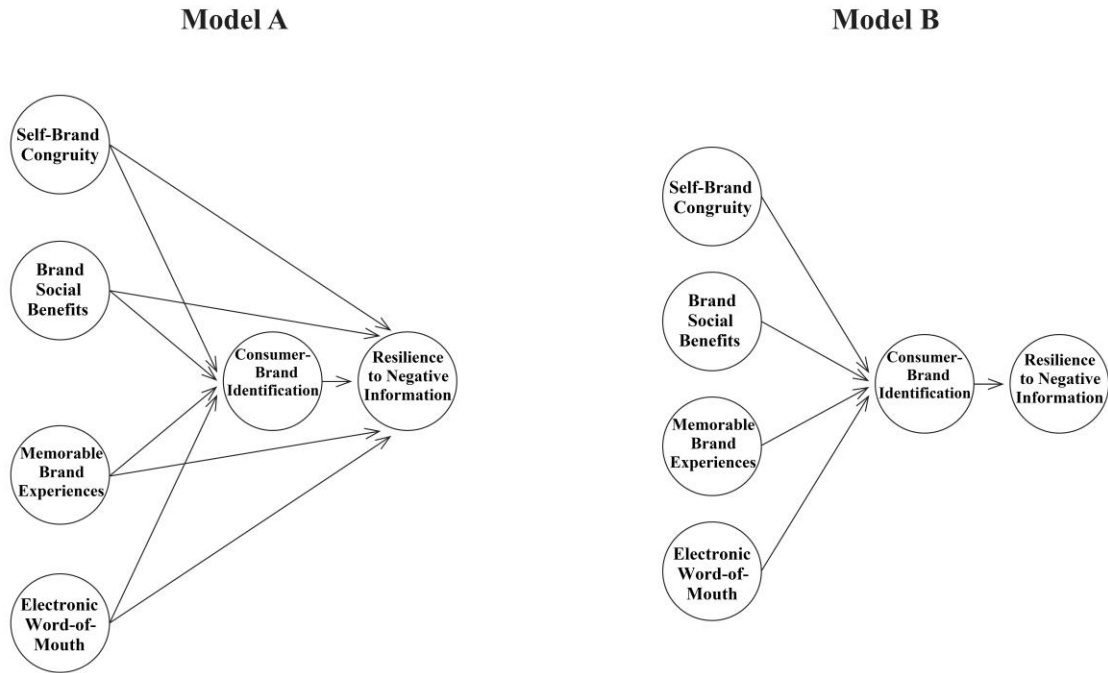 Model A
Self-Brand
Congruity
Brand
Social
Benefits
Consumer-
Brand
Identification
Resilience
to Negative
Information
Memorable
Brand
Experiences
Electronic
Word-of-
Mouth
Model B
Self-Brand
Congruity
Brand
Social
Benefits
Consumer-
Brand
Identification
Resilience
to Negative
Information
Memorable
Brand
Experiences
Electronic
Word-of-
Mouth